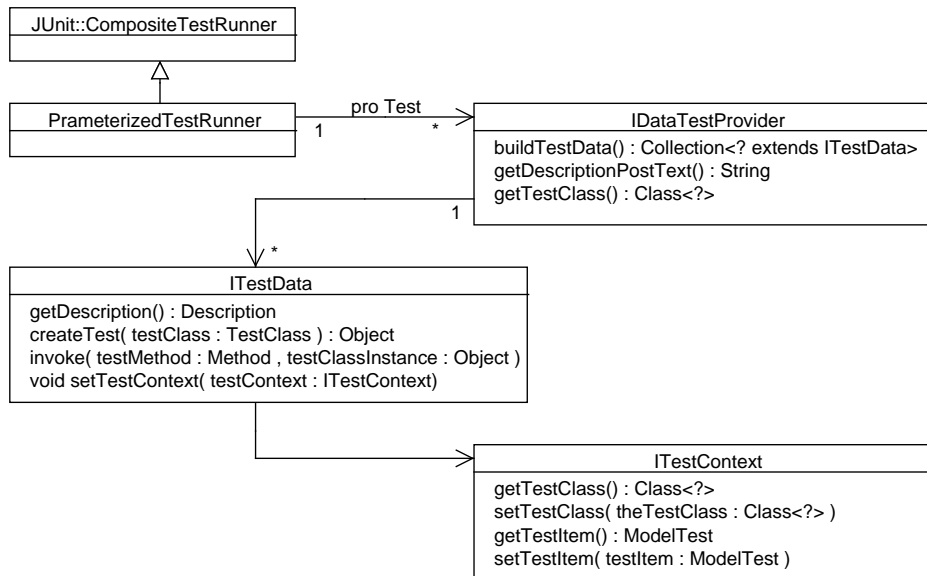 JUnit::CompositeTestRunner
PrameterizedTestRunner
pro Test
1
*
IDataTestProvider
buildTestData() : Collection<? extends ITestData>
getDescriptionPostText() : String
getTestClass() : Class<?>
1
*
ITestData
getDescription() : Description
createTest( testClass : TestClass ) : Object
invoke( testMethod : Method , testClassInstance : Object )
void setTestContext( testContext : ITestContext)
ITestContext
getTestClass() : Class<?>
setTestClass( theTestClass : Class<?> )
getTestItem() : ModelTest
setTestItem( testItem : ModelTest )